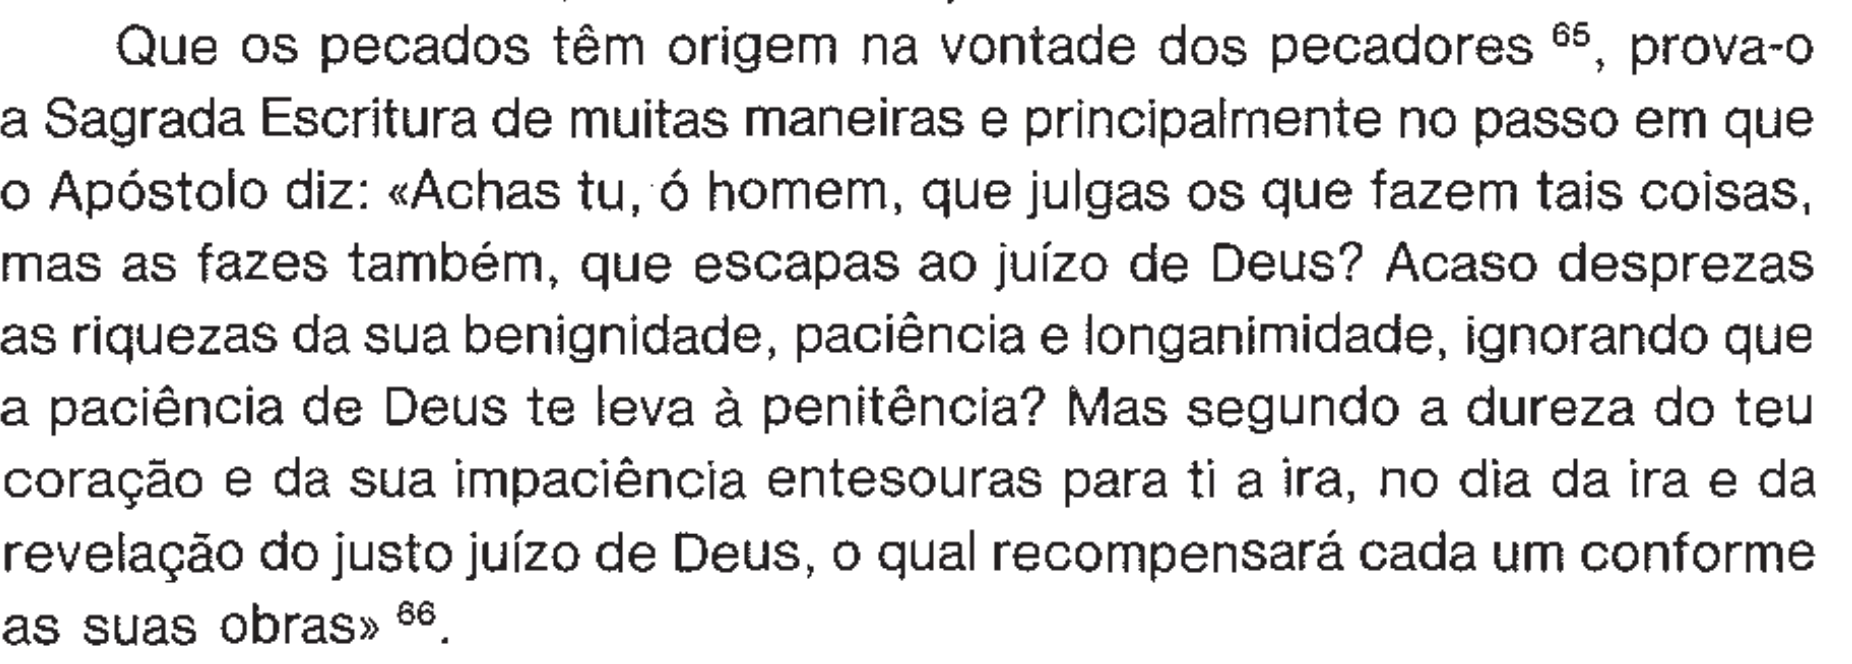 Que os pecados têm origem na vontade dos pecadores ⁶⁵, prova-o
a Sagrada Escritura de muitas maneiras e principalmente no passo em que
o Apóstolo diz: «Achas tu, ó homem, que julgas os que fazem tais coisas,
mas as fazes também, que escapas ao juízo de Deus? Acaso desprezas
as riquezas da sua benignidade, paciência e longanimidade, ignorando que
a paciência de Deus te leva à penitência? Mas segundo a dureza do teu
coração e da sua impaciência entesouras para ti a ira, no dia da ira e da
revelação do justo juízo de Deus, o qual recompensará cada um conforme
as suas obras» ⁶⁶.